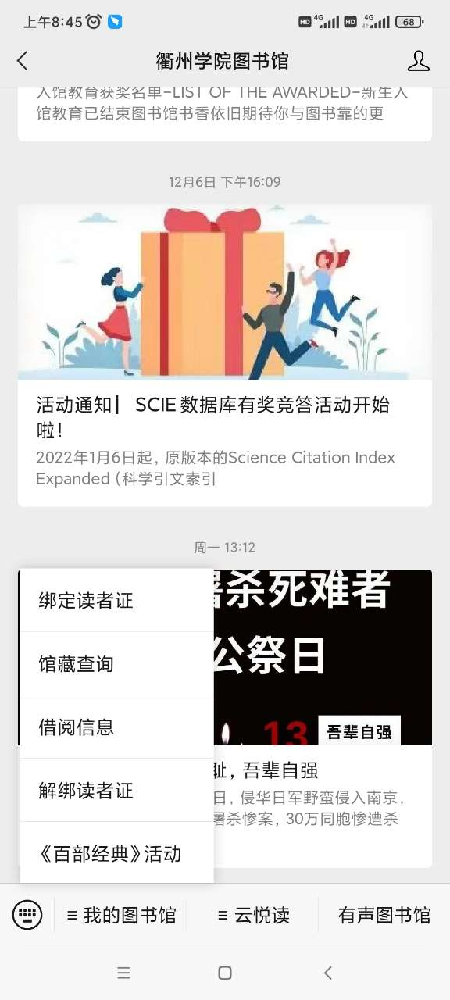 上午8:45
HD 4G HD 4G 68
衢州学院图书馆
入馆教育获奖名单-LIST OF THE AWARDED-新生入
馆教育已结束图书馆书香依旧期待你与图书靠的更
12月6日 下午16:09
活动通知┃ SCIE 数据库有奖竞答活动开始
啦！
2022年1月6日起，原版本的Science Citation Index
Expanded（科学引文索引
周一 13:12
屠杀死难者
公祭日
13 吾辈自强
耻，吾辈自强
日，侵华日军野蛮侵入南京，
屠杀惨案，30万同胞惨遭杀
绑定读者证
馆藏查询
借阅信息
解绑读者证
《百部经典》活动
我的图书馆
云悦读
有声图书馆